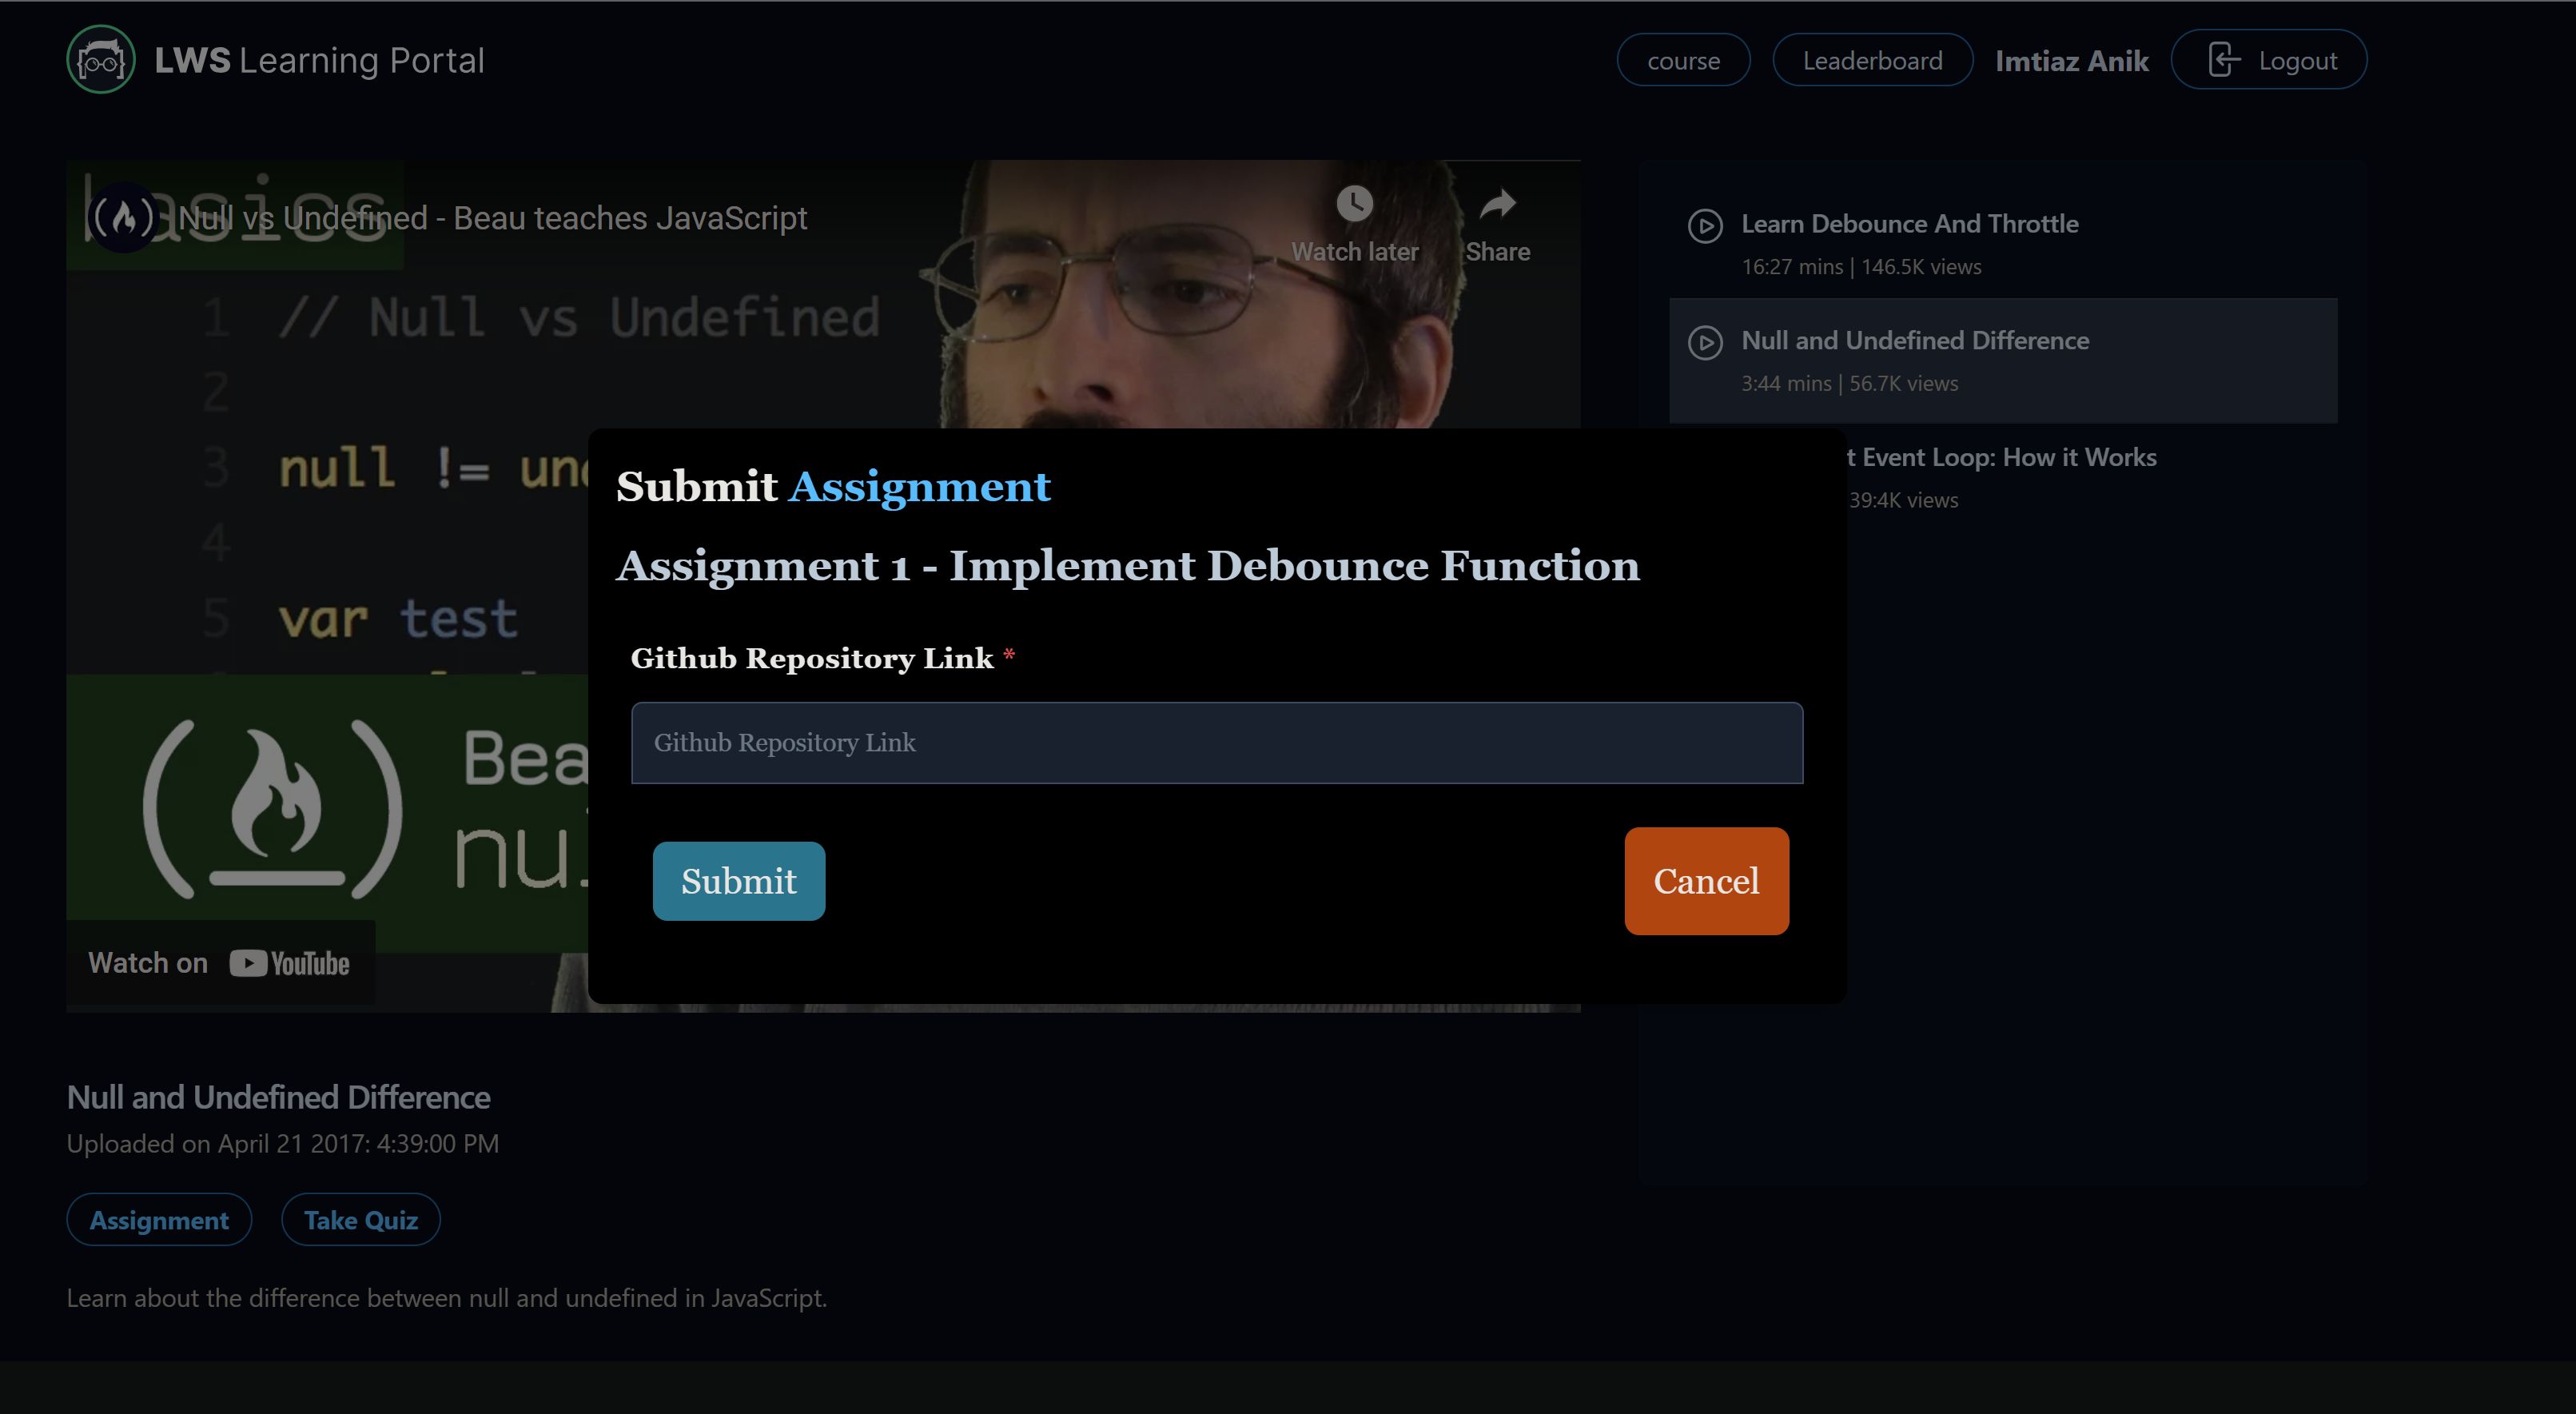 LWS Learning Portal
course
Leaderboard
Imtiaz Anik
Logout
basics
Null vs Undefined - Beau teaches JavaScript
Watch later
Share
1 // Null vs Undefined
2
3 null != und
4
5 var test
Bea
nu
Watch on YouTube
Learn Debounce And Throttle
16:27 mins | 146.5K views
Null and Undefined Difference
3:44 mins | 56.7K views
t Event Loop: How it Works
39:4K views
Submit Assignment
Assignment 1 - Implement Debounce Function
Github Repository Link *
Github Repository Link
Submit
Cancel
Null and Undefined Difference
Uploaded on April 21 2017: 4:39:00 PM
Assignment
Take Quiz
Learn about the difference between null and undefined in JavaScript.